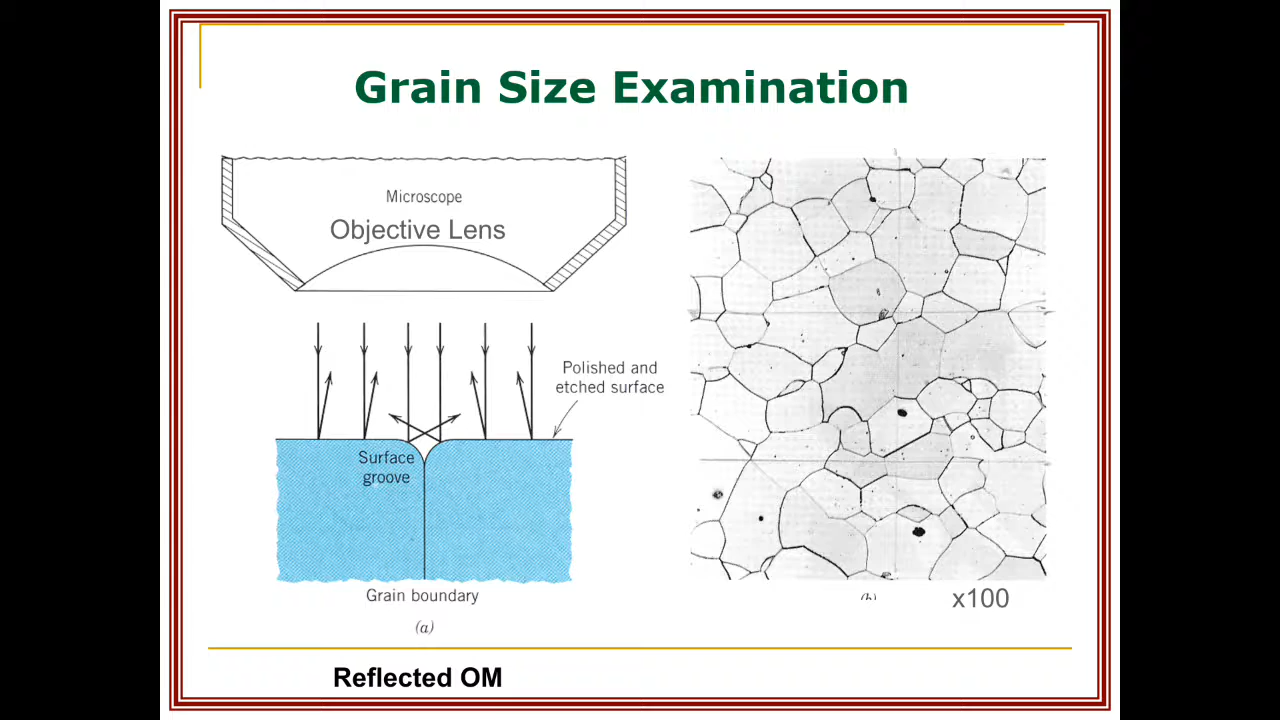 Grain Size Examination
Microscope
Objective Lens
Polished and
etched surface
Surface
groove
Grain boundary
(a)
(b)
x100
Reflected OM